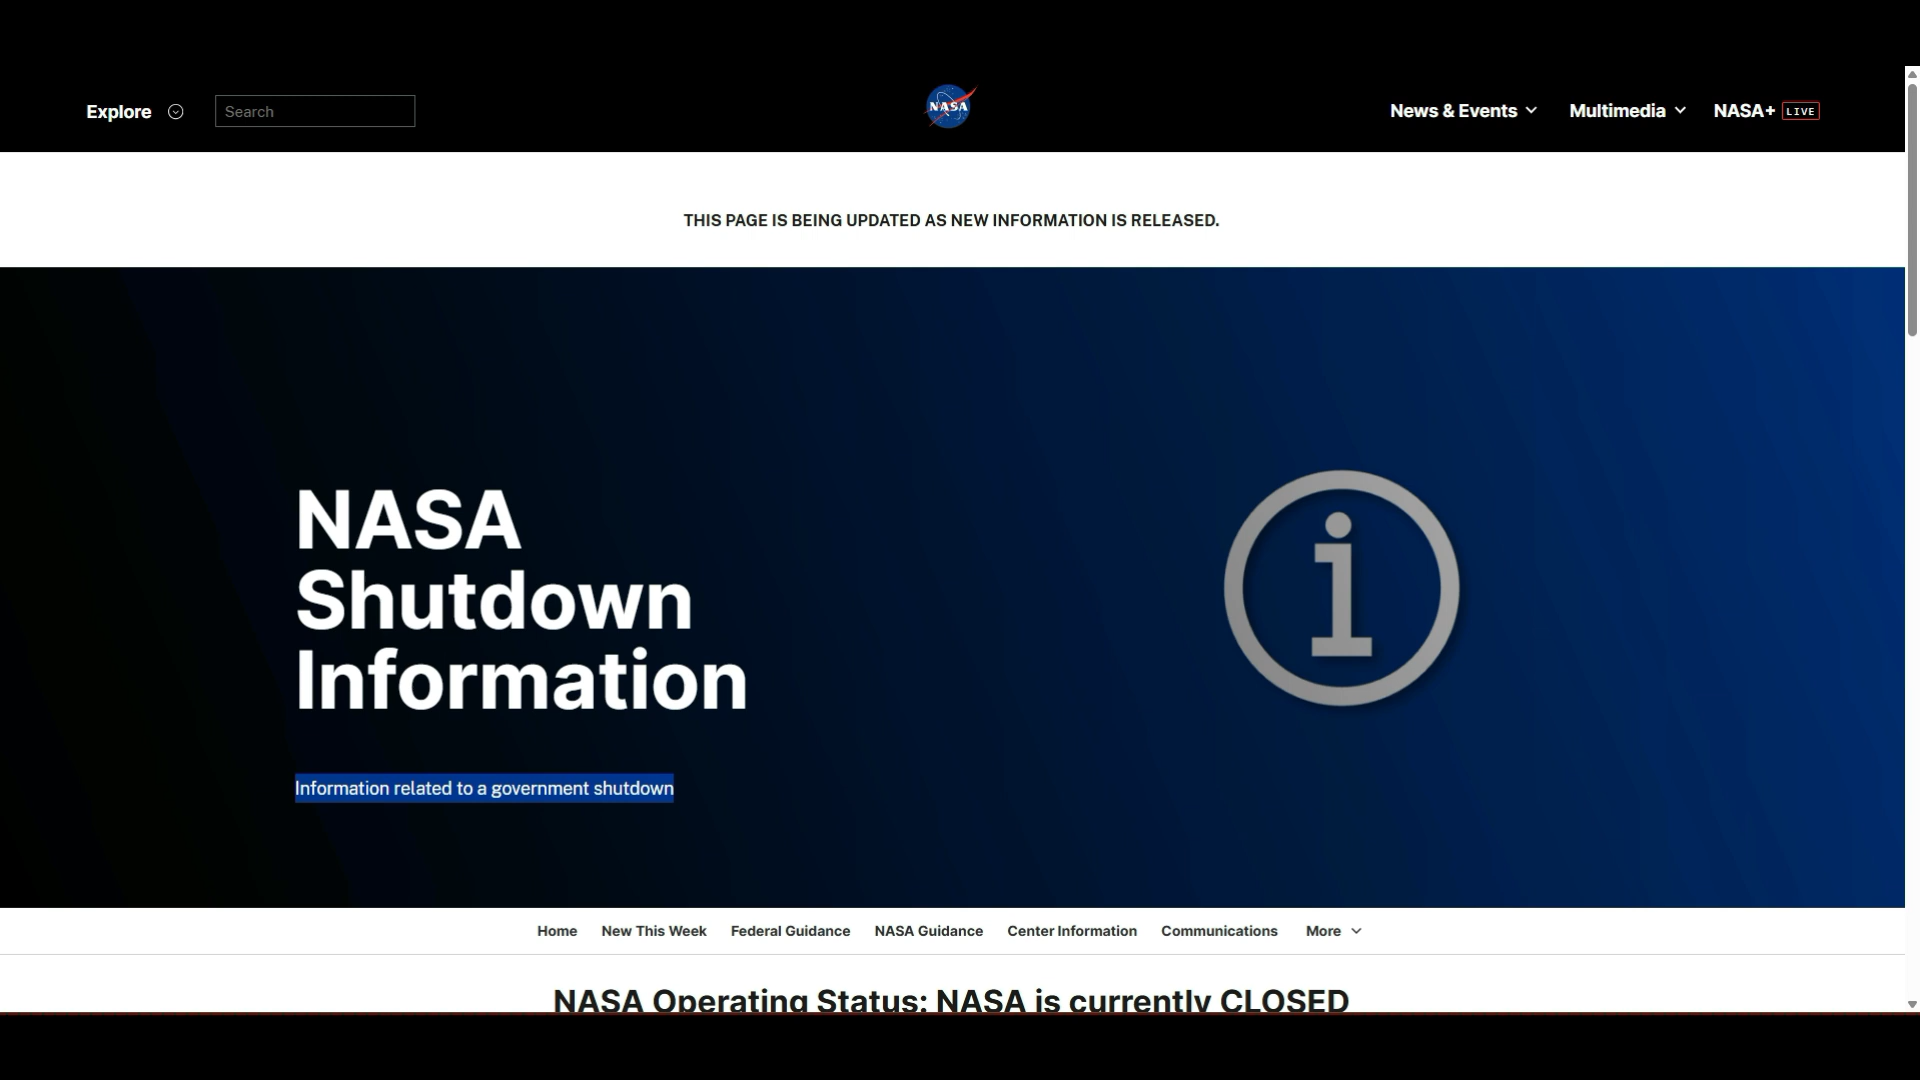 Explore
Search
NASA
News & Events
Multimedia
NASA+ LIVE
THIS PAGE IS BEING UPDATED AS NEW INFORMATION IS RELEASED.
NASA
Shutdown
Information
i
Information related to a government shutdown
Home New This Week Federal Guidance NASA Guidance Center Information Communications More
NASA Operating Status: NASA is currently CLOSED